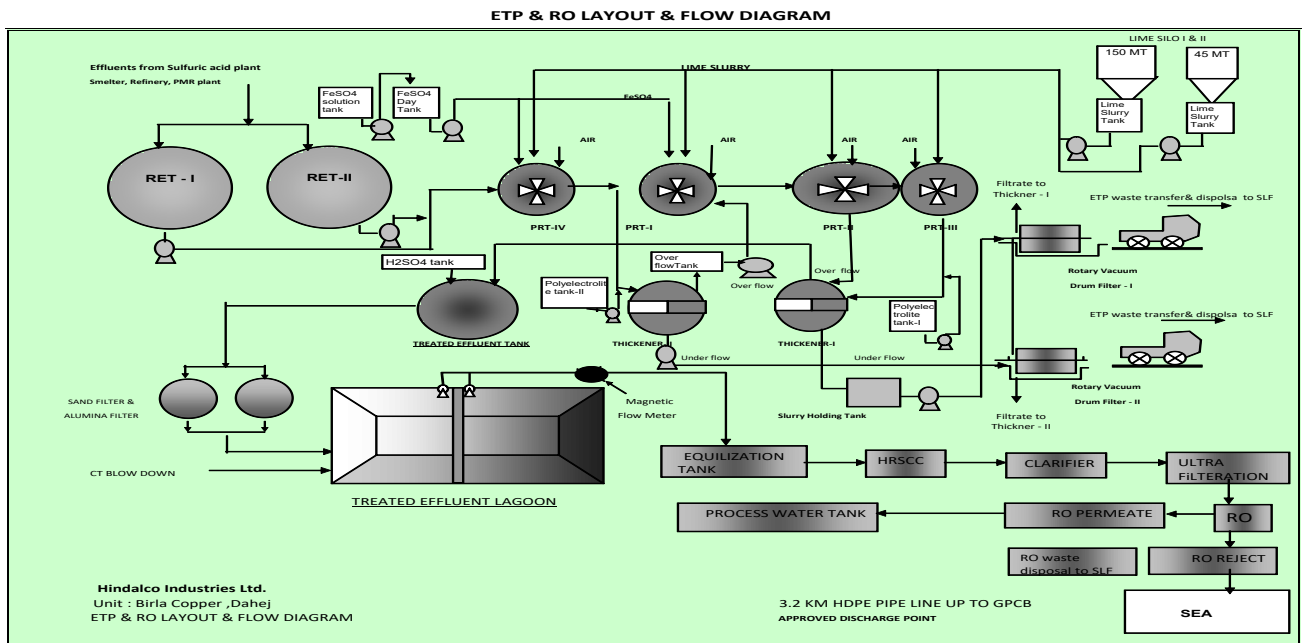 ETP & RO LAYOUT & FLOW DIAGRAM
LIME SILO I & II
150 MT
45 MT
Effluents from Sulfuric acid plant
Smelter, Refinery, PMR plant
LIME SLURRY
FeSO4
solution
tank
FeSO4
Day
Tank
FeSO4
Lime
Slurry
Tank
Lime
Slurry
Tank
AIR
AIR
AIR
AIR
RET - I
RET-II
Filtrate to
Thickner - I
ETP waste transfer& disposal to SLF
PRT-IV
PRT-I
PRT-II
PRT-III
H2SO4 tank
Over
flowTank
Over flow
Over flow
Rotary Vacuum
Drum Filter - I
Polyelectrolit
e tank-II
Polyelec
trolite
tank-I
ETP waste transfer& dispolsa to SLF
TREATED EFFLUENT TANK
THICKENER-
THICKENER-I
Under flow
Under Flow
Rotary Vacuum
Drum Filter - II
SAND FILTER &
ALUMINA FILTER
Magnetic
Flow Meter
Slurry Holding Tank
Filtrate to
Thickner - II
CT BLOW DOWN
TREATED EFFLUENT LAGOON
EQUILIZATION
TANK
HRSCC
CLARIFIER
ULTRA
FiLTERATION
PROCESS WATER TANK
RO PERMEATE
RO
RO waste
disposal to SLF
RO REJECT
SEA
Hindalco Industries Ltd.
Unit : Birla Copper ,Dahej
ETP & RO LAYOUT & FLOW DIAGRAM
3.2 KM HDPE PIPE LINE UP TO GPCB
APPROVED DISCHARGE POINT